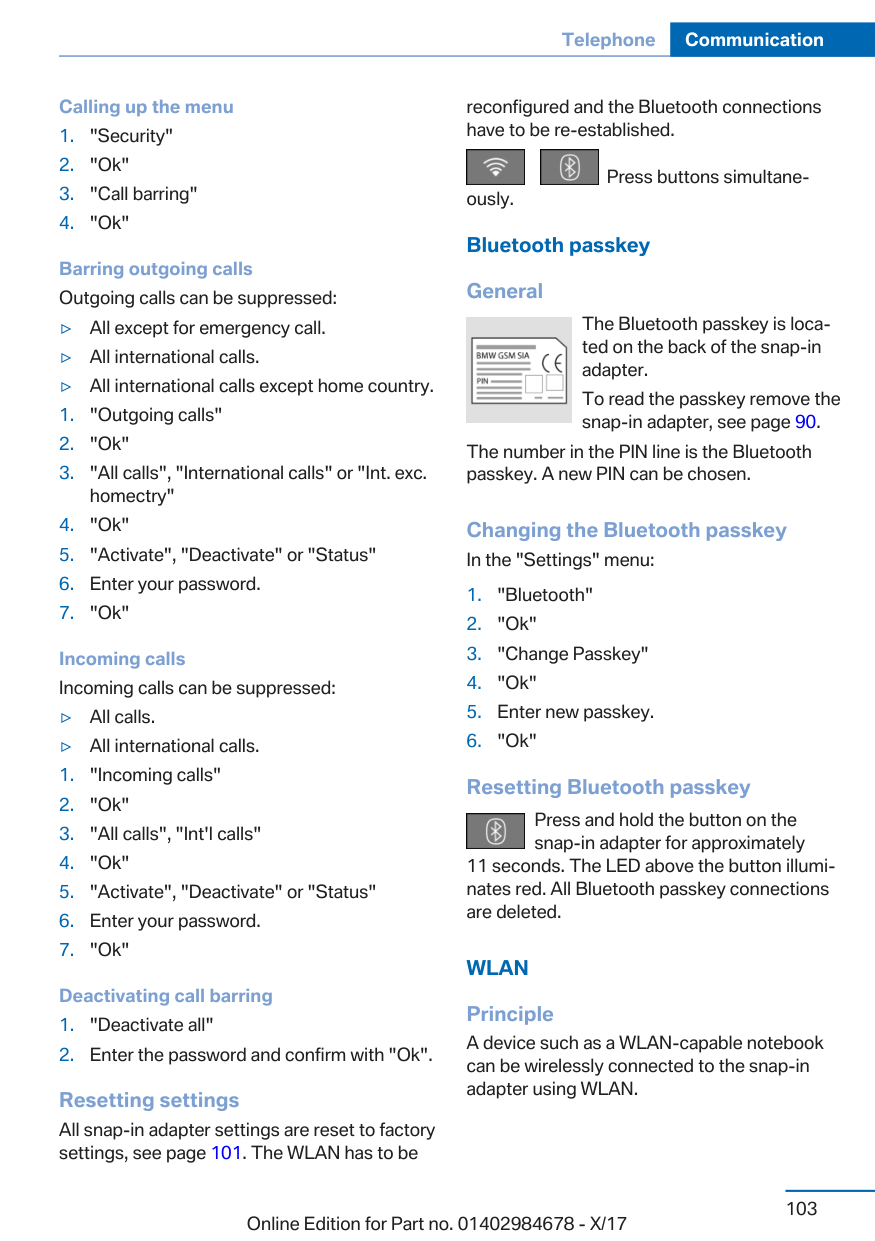 Telephone Communication
Calling up the menu
1. "Security"
2. "Ok"
3. "Call barring"
4. "Ok"
Barring outgoing calls
Outgoing calls can be suppressed:
▷ All except for emergency call.
▷ All international calls.
▷ All international calls except home country.
1. "Outgoing calls"
2. "Ok"
3. "All calls", "International calls" or "Int. exc.
homectry"
4. "Ok"
5. "Activate", "Deactivate" or "Status"
6. Enter your password.
7. "Ok"
Incoming calls
Incoming calls can be suppressed:
▷ All calls.
▷ All international calls.
1. "Incoming calls"
2. "Ok"
3. "All calls", "Int'l calls"
4. "Ok"
5. "Activate", "Deactivate" or "Status"
6. Enter your password.
7. "Ok"
Deactivating call barring
1. "Deactivate all"
2. Enter the password and confirm with "Ok".
Resetting settings
All snap-in adapter settings are reset to factory
settings, see page 101. The WLAN has to be
reconfigured and the Bluetooth connections
have to be re-established.
Press buttons simultane-
ously.
Bluetooth passkey
General
BMW GSM SIA
PIN
CE
The Bluetooth passkey is loca-
ted on the back of the snap-in
adapter.
To read the passkey remove the
snap-in adapter, see page 90.
The number in the PIN line is the Bluetooth
passkey. A new PIN can be chosen.
Changing the Bluetooth passkey
In the "Settings" menu:
1. "Bluetooth"
2. "Ok"
3. "Change Passkey"
4. "Ok"
5. Enter new passkey.
6. "Ok"
Resetting Bluetooth passkey
Press and hold the button on the
snap-in adapter for approximately
11 seconds. The LED above the button illumi-
nates red. All Bluetooth passkey connections
are deleted.
WLAN
Principle
A device such as a WLAN-capable notebook
can be wirelessly connected to the snap-in
adapter using WLAN.
103
Online Edition for Part no. 01402984678 - X/17